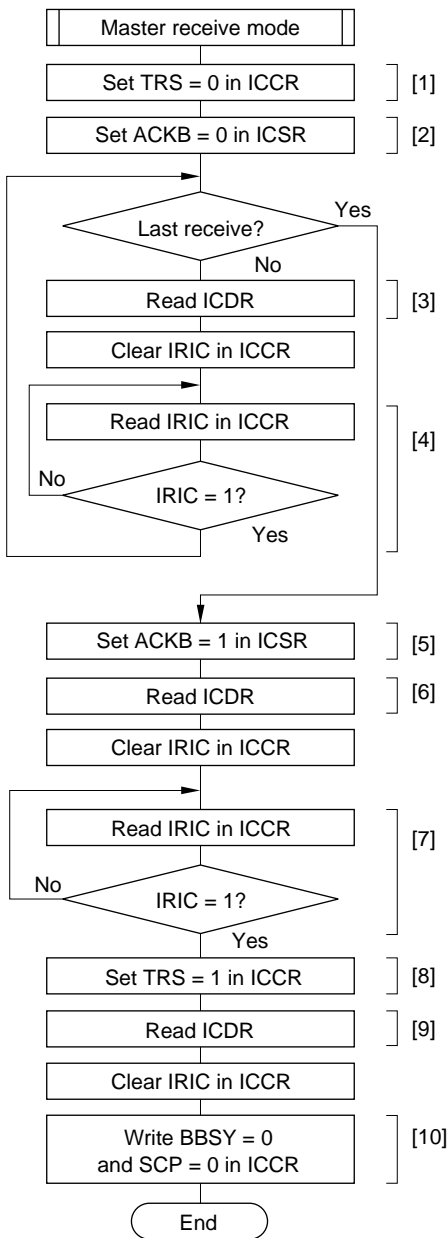 Master receive mode
Set TRS = 0 in ICCR
[1]
Set ACKB = 0 in ICSR
[2]
Last receive?
Yes
No
Read ICDR
[3]
Clear IRIC in ICCR
Read IRIC in ICCR
[4]
No
IRIC = 1?
Yes
Set ACKB = 1 in ICSR
[5]
Read ICDR
[6]
Clear IRIC in ICCR
Read IRIC in ICCR
[7]
No
IRIC = 1?
Yes
Set TRS = 1 in ICCR
[8]
Read ICDR
[9]
Clear IRIC in ICCR
Write BBSY = 0
and SCP = 0 in ICCR
[10]
End